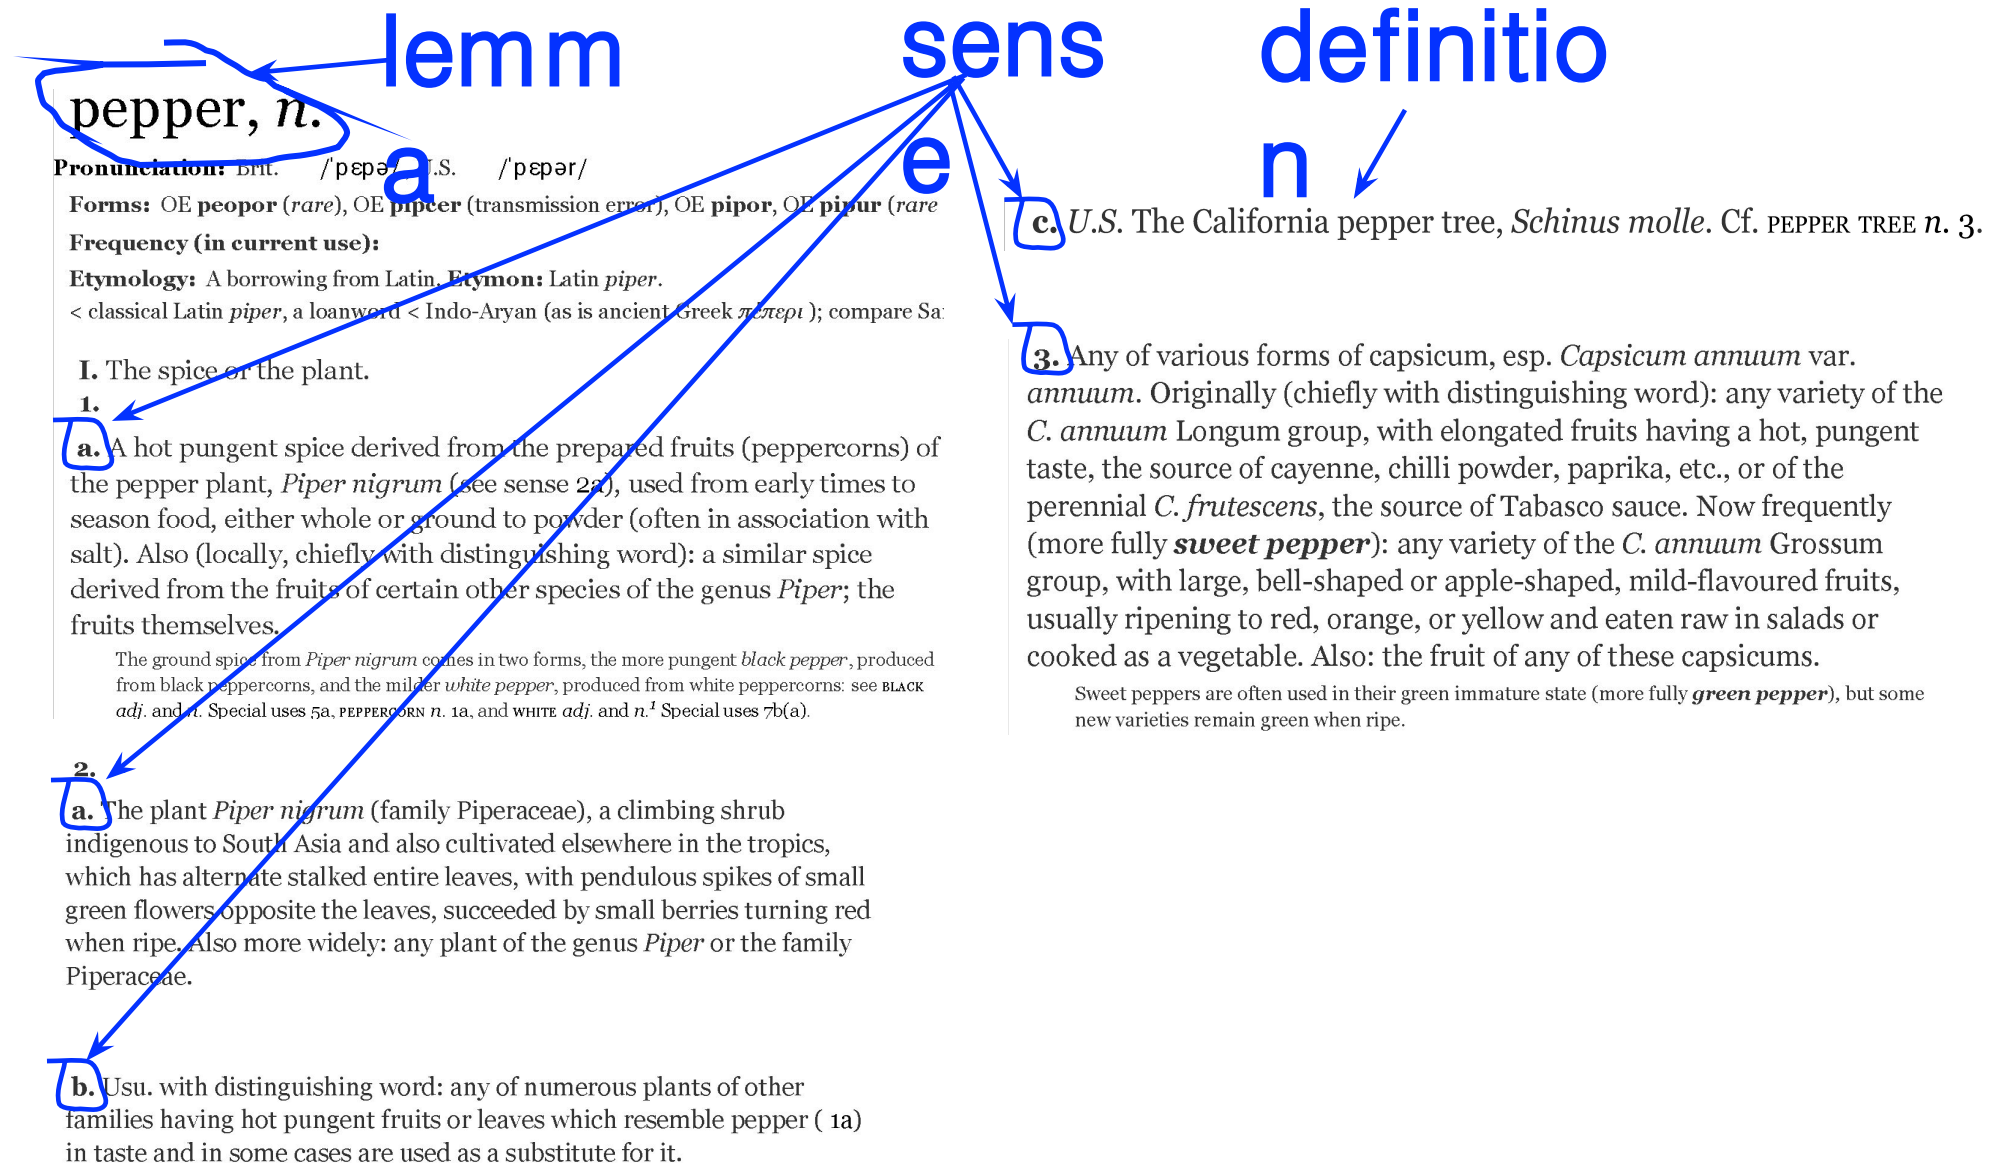 lemm
a
sens
e
definitio
n
pepper, n.
Pronunciation: Brit. /ˈpɛpə/, U.S. /ˈpɛpər/
Forms: OE peopor (rare), OE pipcer (transmission error), OE pipor, OE pipur (rare
Frequency (in current use):
Etymology: A borrowing from Latin. Etymon: Latin piper.
< classical Latin piper, a loanword < Indo-Aryan (as is ancient Greek πέπερι ); compare Sa
I. The spice or the plant.
1.
a. A hot pungent spice derived from the prepared fruits (peppercorns) of
the pepper plant, Piper nigrum (see sense 2a), used from early times to
season food, either whole or ground to powder (often in association with
salt). Also (locally, chiefly with distinguishing word): a similar spice
derived from the fruits of certain other species of the genus Piper; the
fruits themselves.
The ground spice from Piper nigrum comes in two forms, the more pungent black pepper, produced
from black peppercorns, and the milder white pepper, produced from white peppercorns: see BLACK
adj. and n. Special uses 5a, PEPPERCORN n. 1a, and WHITE adj. and n.¹ Special uses 7b(a).
2.
a. The plant Piper nigrum (family Piperaceae), a climbing shrub
indigenous to South Asia and also cultivated elsewhere in the tropics,
which has alternate stalked entire leaves, with pendulous spikes of small
green flowers opposite the leaves, succeeded by small berries turning red
when ripe. Also more widely: any plant of the genus Piper or the family
Piperaceae.
b. Usu. with distinguishing word: any of numerous plants of other
families having hot pungent fruits or leaves which resemble pepper ( 1a)
in taste and in some cases are used as a substitute for it.
c. U.S. The California pepper tree, Schinus molle. Cf. PEPPER TREE n. 3.
3. Any of various forms of capsicum, esp. Capsicum annuum var.
annuum. Originally (chiefly with distinguishing word): any variety of the
C. annuum Longum group, with elongated fruits having a hot, pungent
taste, the source of cayenne, chilli powder, paprika, etc., or of the
perennial C. frutescens, the source of Tabasco sauce. Now frequently
(more fully sweet pepper): any variety of the C. annuum Grossum
group, with large, bell-shaped or apple-shaped, mild-flavoured fruits,
usually ripening to red, orange, or yellow and eaten raw in salads or
cooked as a vegetable. Also: the fruit of any of these capsicums.
Sweet peppers are often used in their green immature state (more fully green pepper), but some
new varieties remain green when ripe.